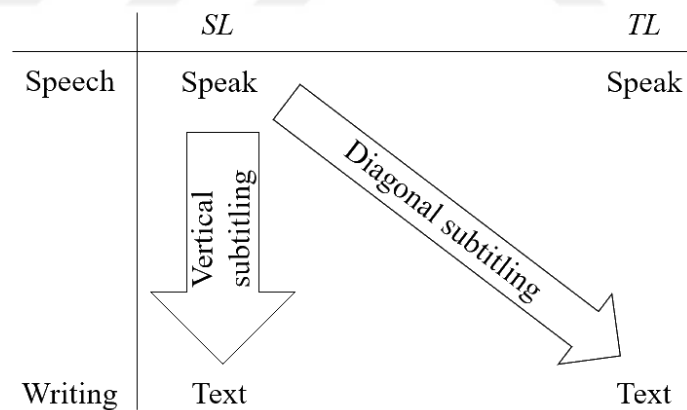 SL TL
Speech Speak Speak
Vertical
subtitling
Diagonal subtitling
Writing Text Text